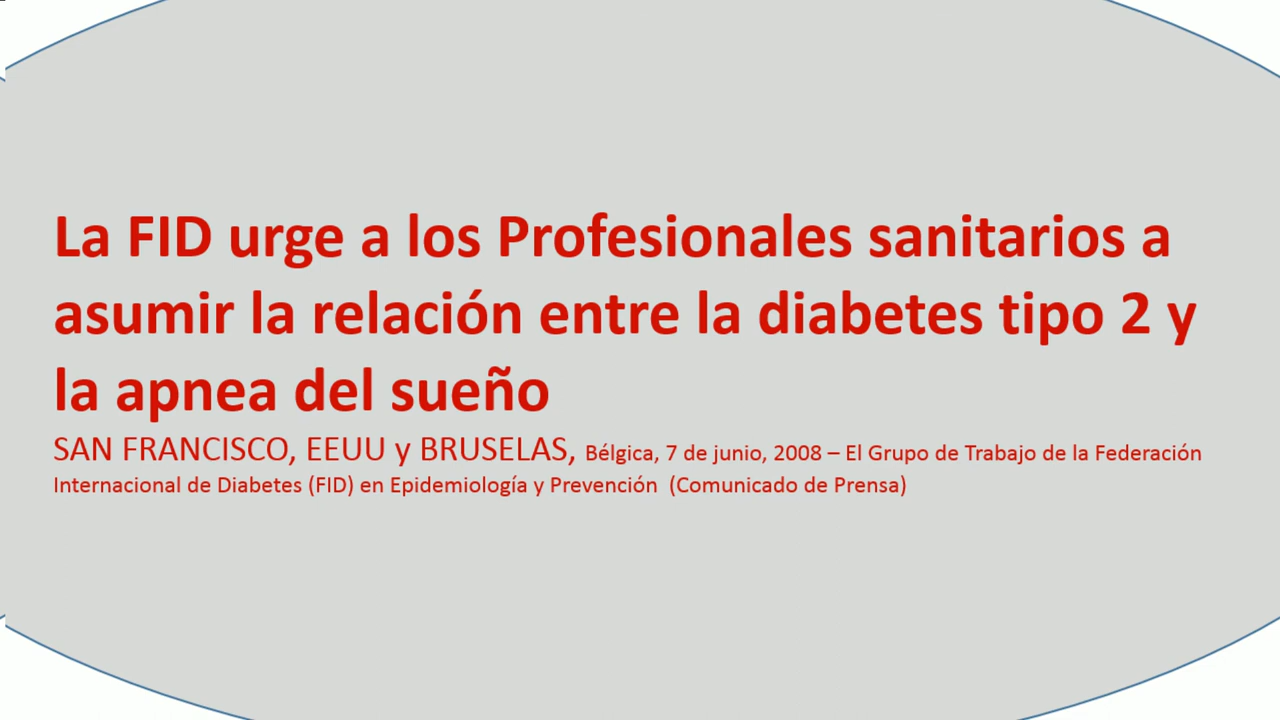 La FID urge a los Profesionales sanitarios a
asumir la relación entre la diabetes tipo 2 y
la apnea del sueño
SAN FRANCISCO, EEUU y BRUSELAS, Bélgica, 7 de junio, 2008 – El Grupo de Trabajo de la Federación
Internacional de Diabetes (FID) en Epidemiología y Prevención  (Comunicado de Prensa)